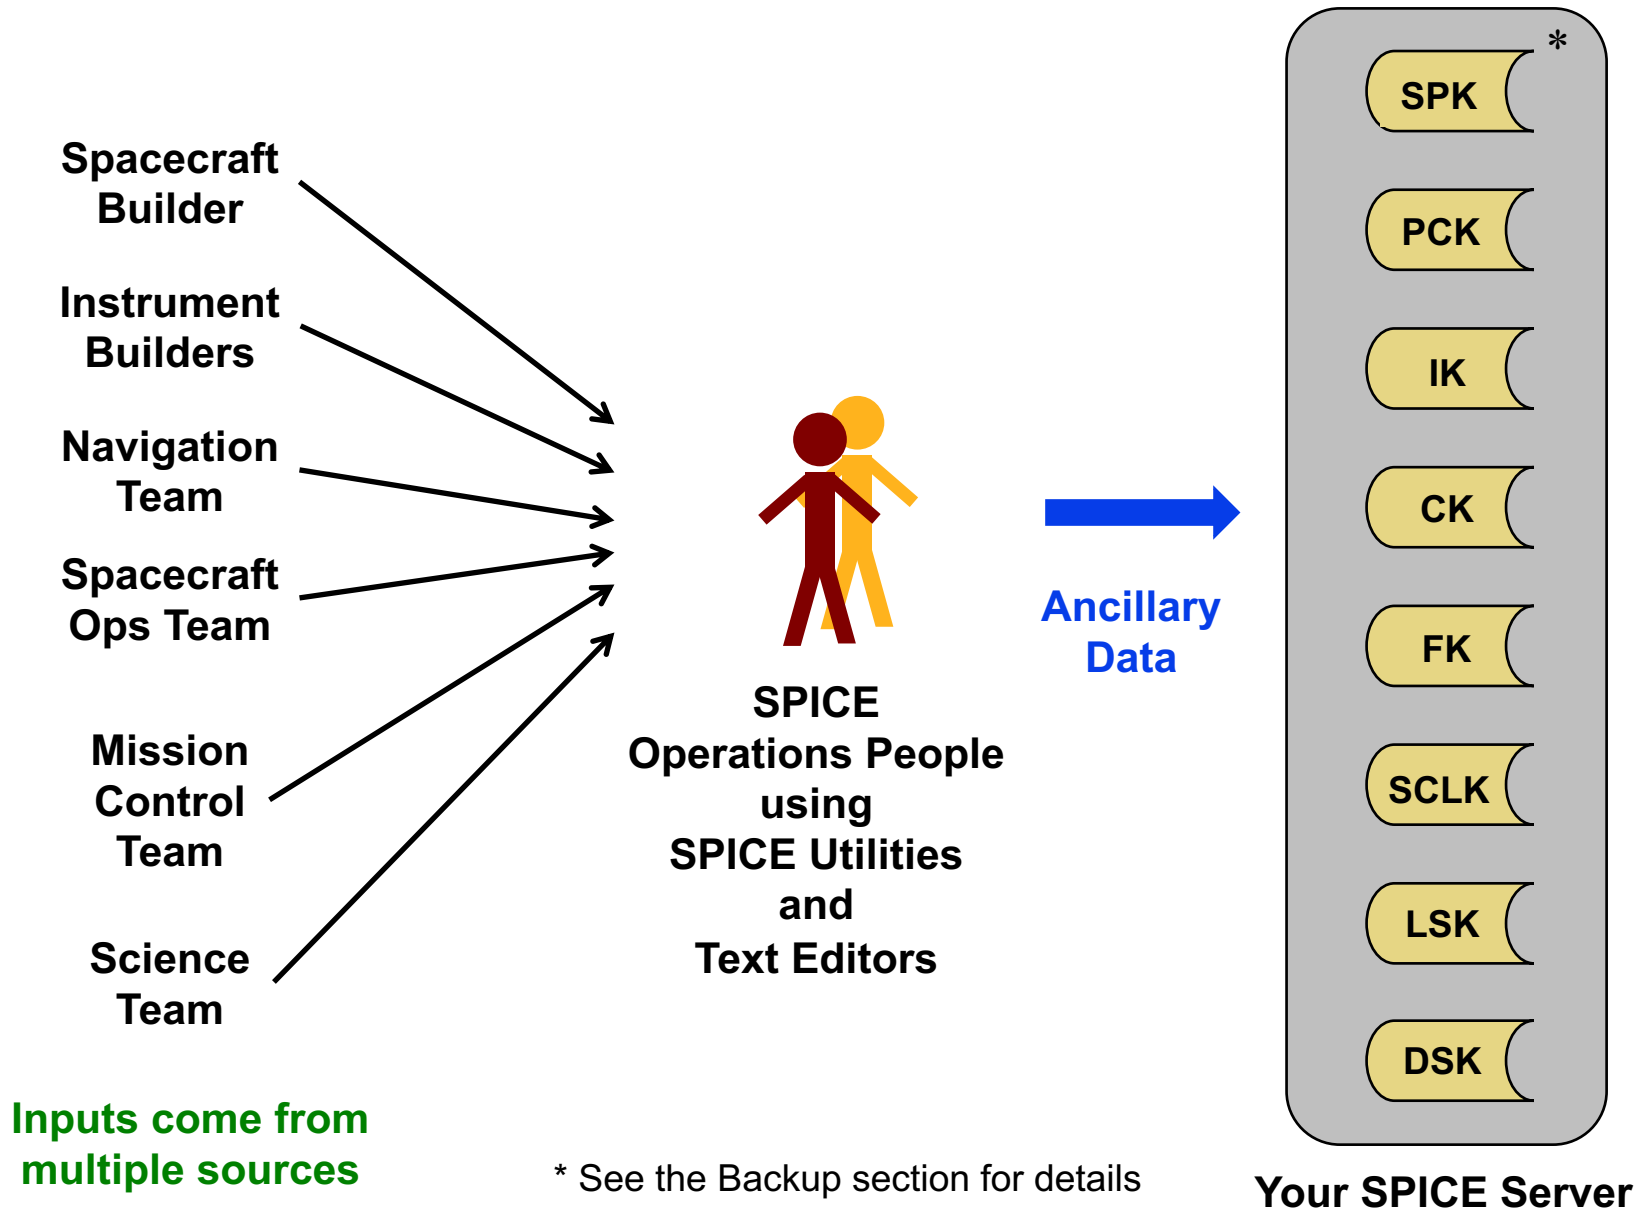 Spacecraft
Builder
Instrument
Builders
Navigation
Team
Spacecraft
Ops Team
Mission
Control
Team
Science
Team
Inputs come from
multiple sources
SPICE
Operations People
using
SPICE Utilities
and
Text Editors
* See the Backup section for details
Ancillary
Data
*
SPK
PCK
IK
CK
FK
SCLK
LSK
DSK
Your SPICE Server